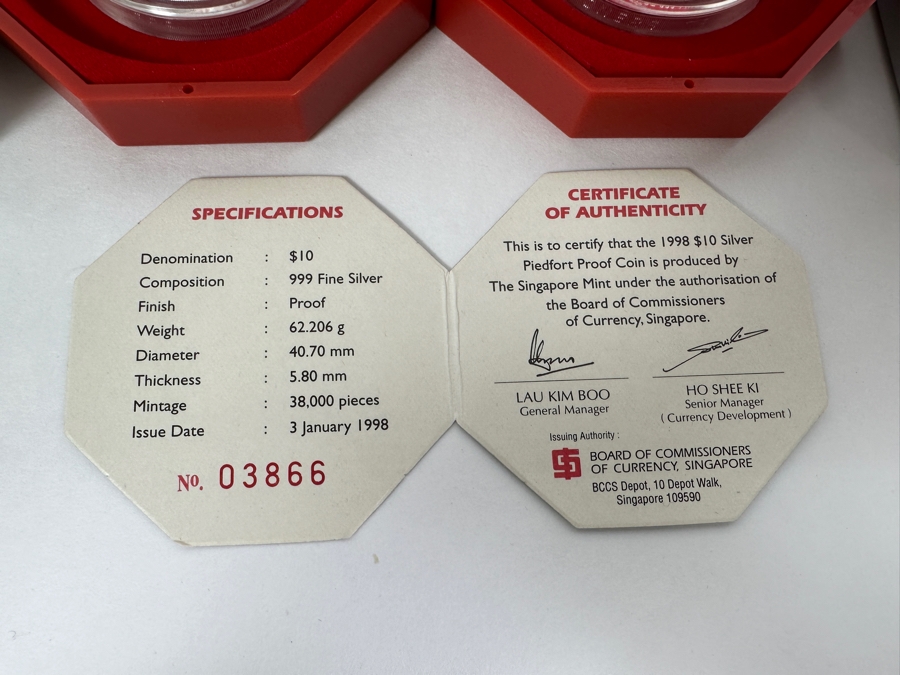 SPECIFICATIONS
Denomination : $10
Composition : 999 Fine Silver
Finish : Proof
Weight : 62.206 g
Diameter : 40.70 mm
Thickness : 5.80 mm
Mintage : 38,000 pieces
Issue Date : 3 January 1998
No. 03866
CERTIFICATE
OF AUTHENTICITY
This is to certify that the 1998 $10 Silver
Piedfort Proof Coin is produced by
The Singapore Mint under the authorisation of
the Board of Commissioners
of Currency, Singapore.
LAU KIM BOO
General Manager
HO SHEE KI
Senior Manager
( Currency Development )
Issuing Authority :
BOARD OF COMMISSIONERS
OF CURRENCY, SINGAPORE
BCCS Depot, 10 Depot Walk,
Singapore 109590